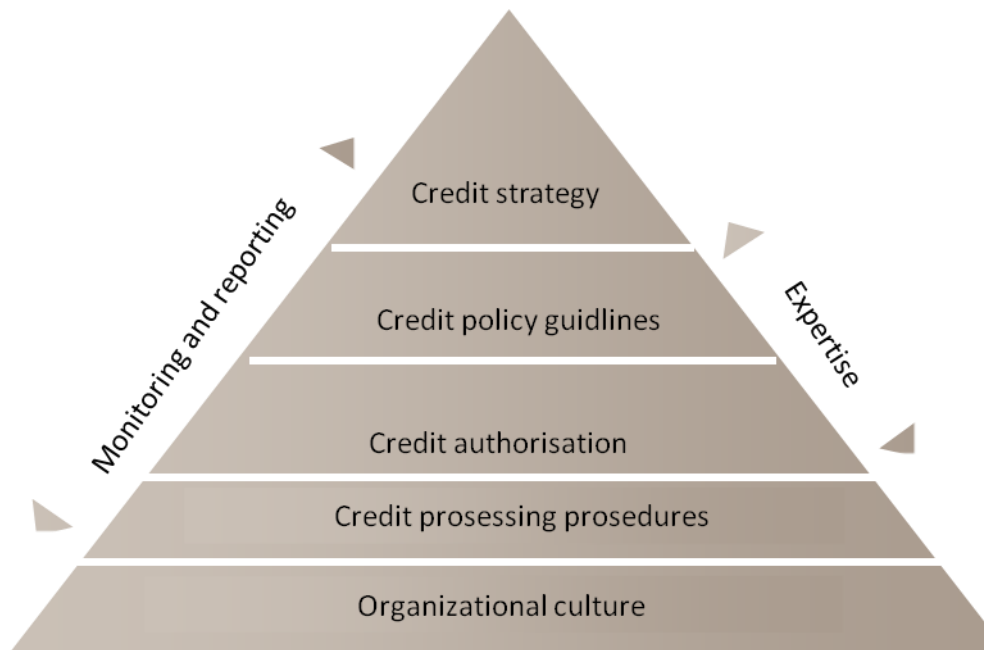 Credit strategy
Monitoring and reporting
Expertise
Credit policy guidlines
Credit authorisation
Credit prosessing prosedures
Organizational culture